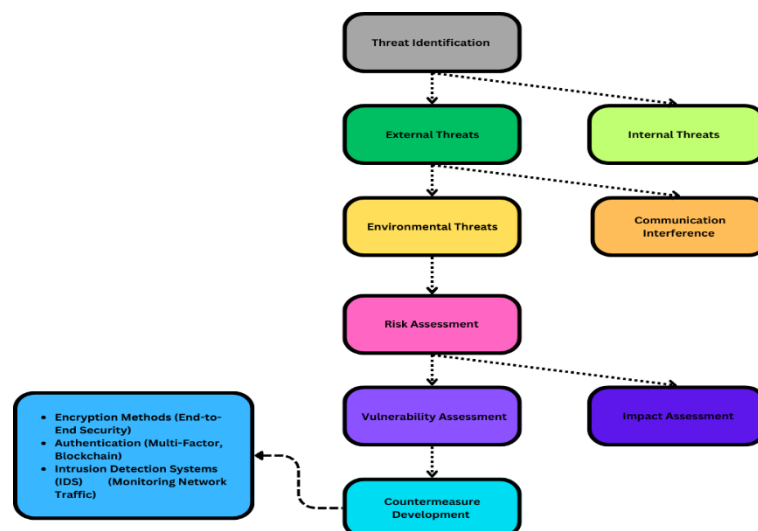 Threat Identification
External Threats
Internal Threats
Environmental Threats
Communication
Interference
Risk Assessment
Vulnerability Assessment
Impact Assessment
• Encryption Methods (End-to-
End Security)
• Authentication (Multi-Factor,
Blockchain)
• Intrusion Detection Systems
(IDS) (Monitoring Network
Traffic)
Countermeasure
Development